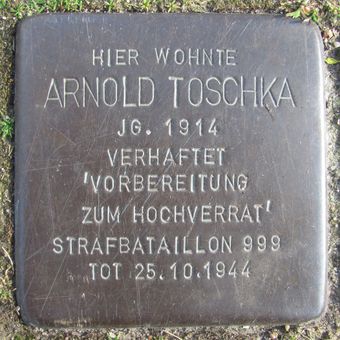 HIER WOHNTE
ARNOLD TOSCHKA
JG. 1914
VERHAFTET
'VORBEREITUNG
ZUM HOCHVERRAT'
STRAFBATAILLON 999
TOT 25.10.1944